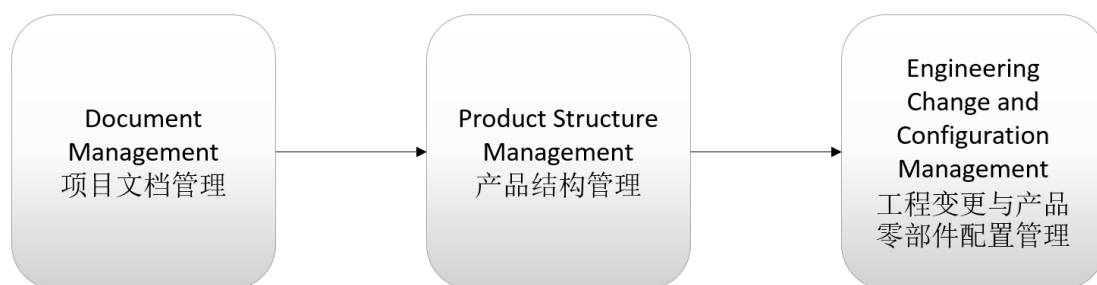 Document
Management
项目文档管理
Product Structure
Management
产品结构管理
Engineering
Change and
Configuration
Management
工程变更与产品
零部件配置管理